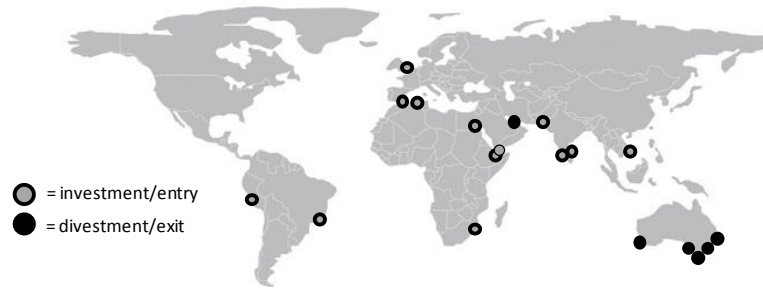 = investment/entry
= divestment/exit